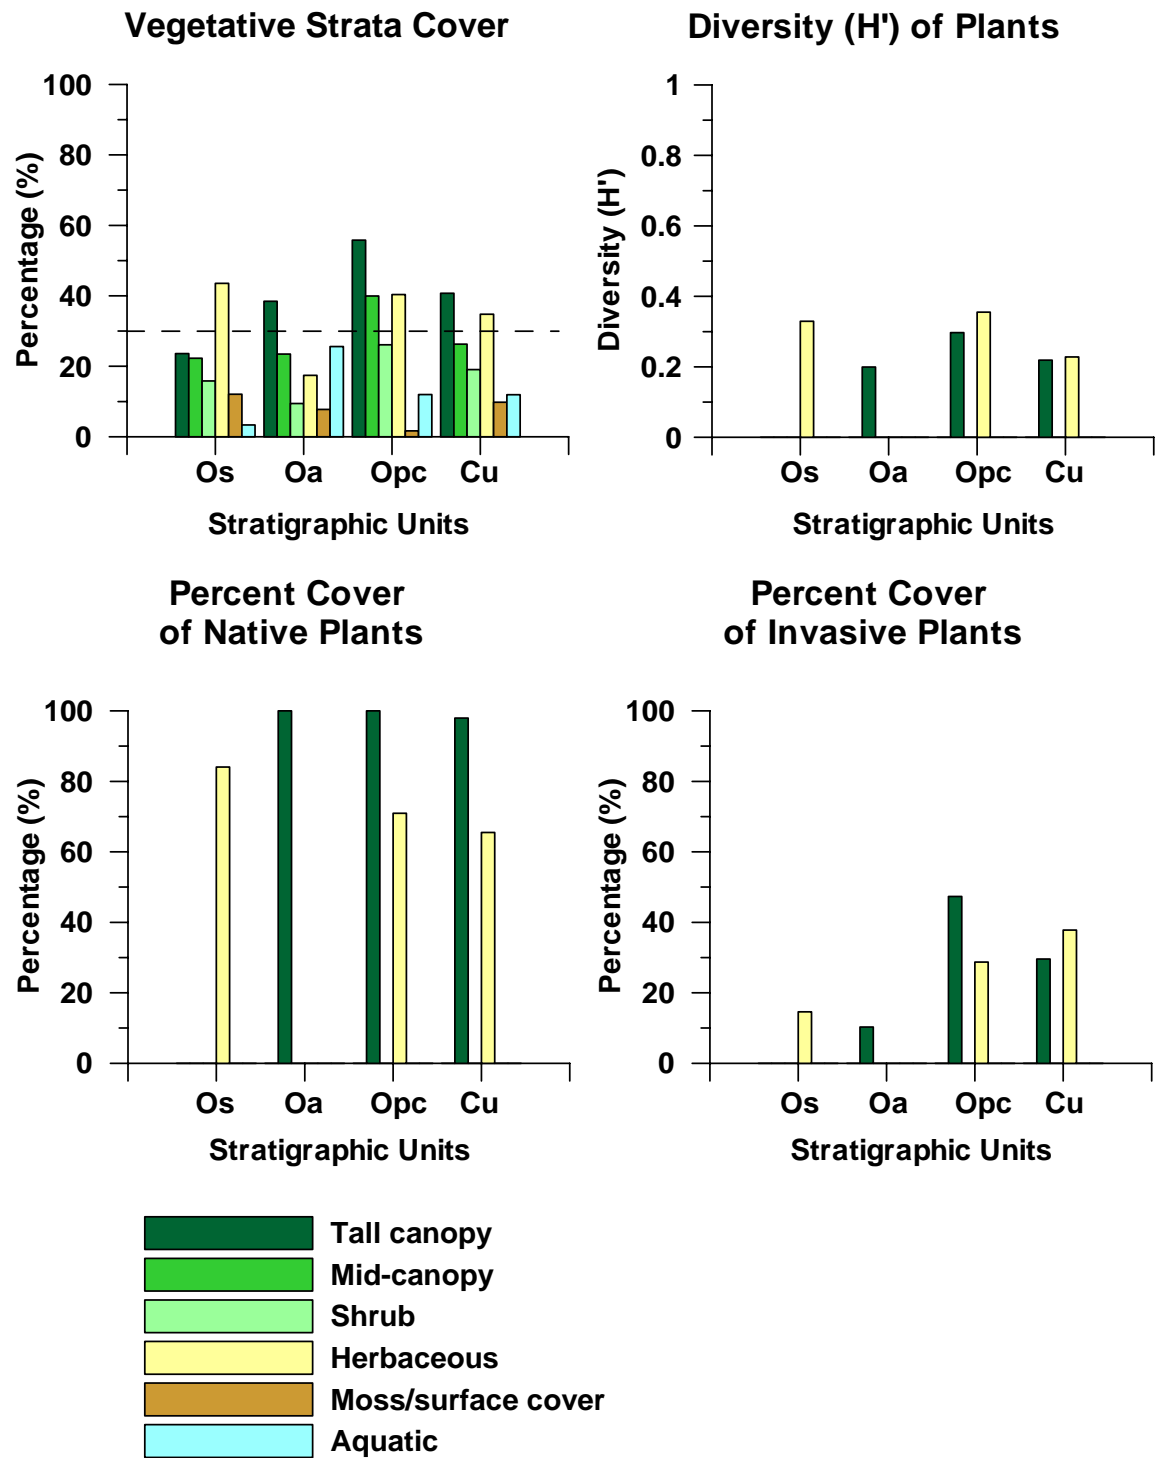 Vegetative Strata Cover
100
80
60
40
20
0
Percentage (%)
Os Oa Opc Cu
Stratigraphic Units
Diversity (H') of Plants
1
0.8
0.6
0.4
0.2
0
Diversity (H')
Os Oa Opc Cu
Stratigraphic Units
Percent Cover
of Native Plants
100
80
60
40
20
0
Percentage (%)
Os Oa Opc Cu
Stratigraphic Units
Percent Cover
of Invasive Plants
100
80
60
40
20
0
Percentage (%)
Os Oa Opc Cu
Stratigraphic Units
Tall canopy
Mid-canopy
Shrub
Herbaceous
Moss/surface cover
Aquatic